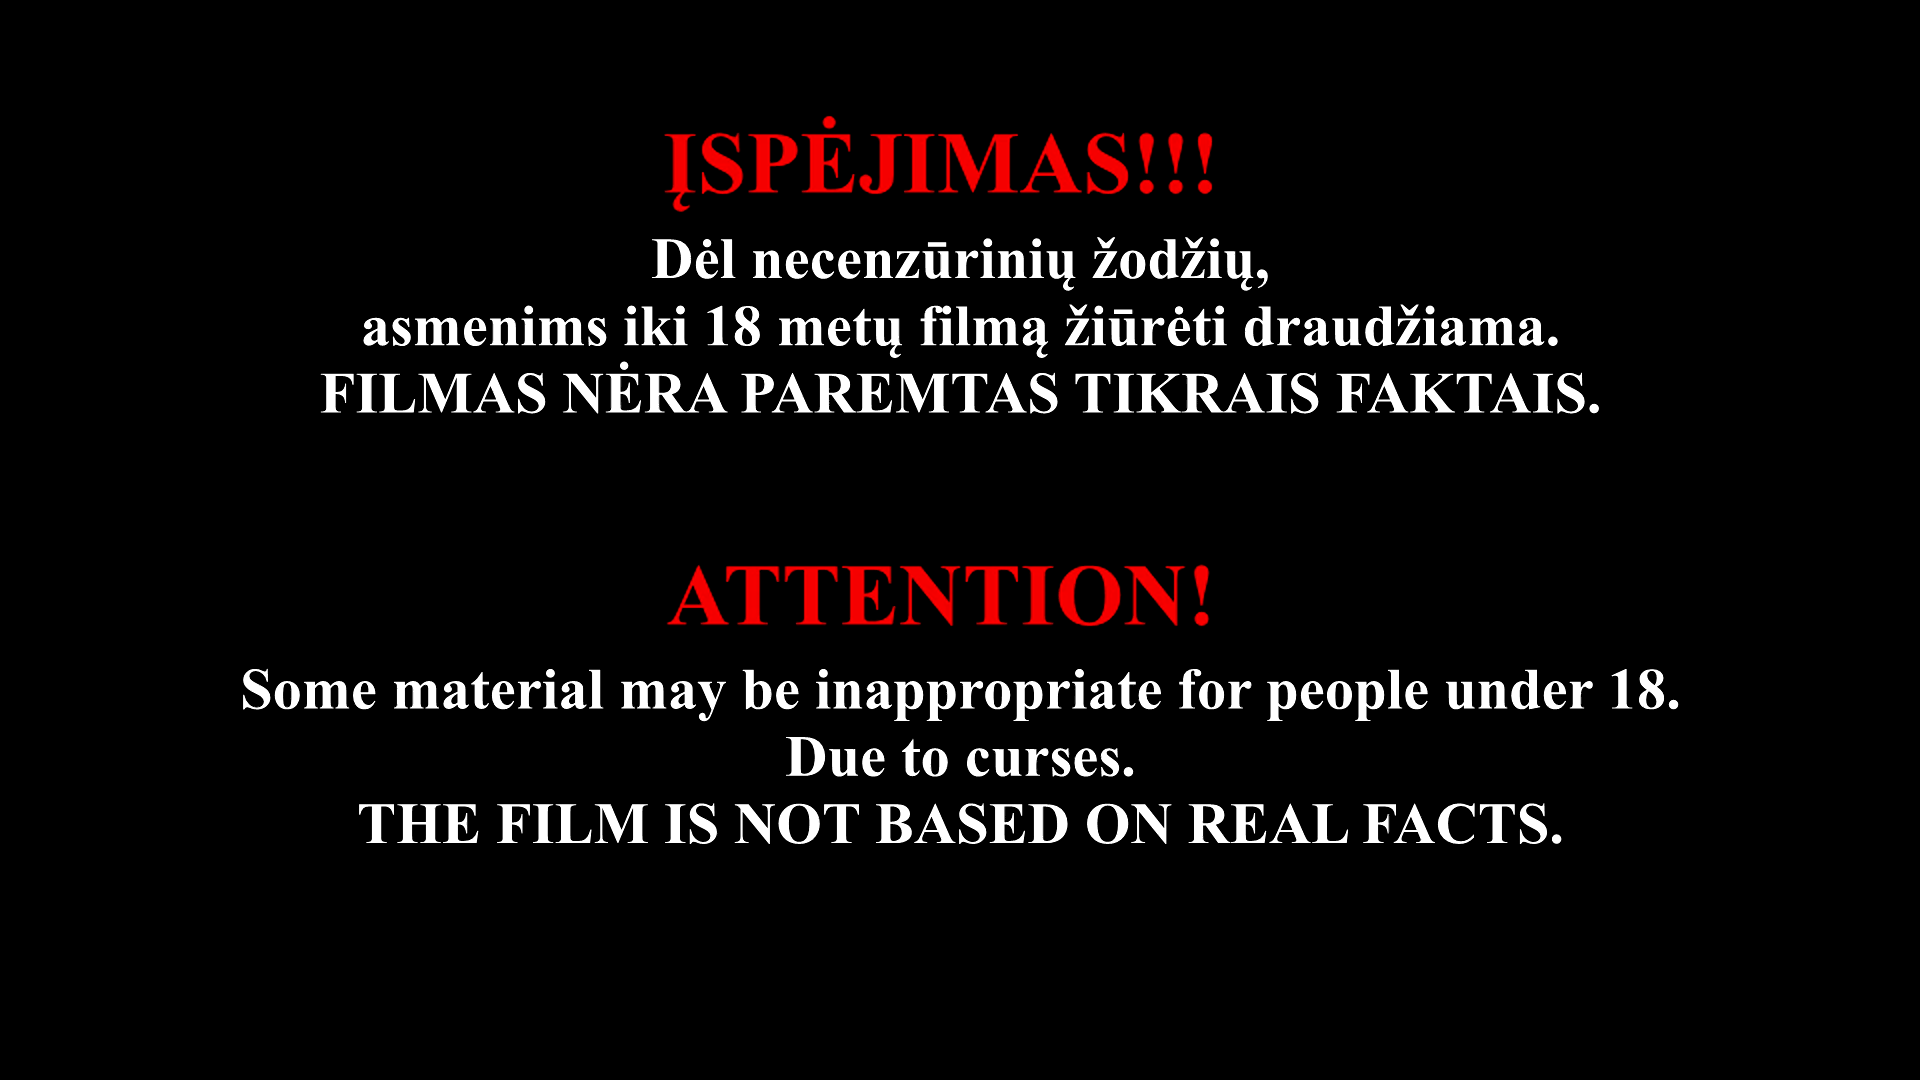 ĮSPĖJIMAS!!!
Dėl necenzūrinių žodžių,
asmenims iki 18 metų filmą žiūrėti draudžiama.
FILMAS NĖRA PAREMTAS TIKRAIS FAKTAIS.
ATTENTION!
Some material may be inappropriate for people under 18.
Due to curses.
THE FILM IS NOT BASED ON REAL FACTS.